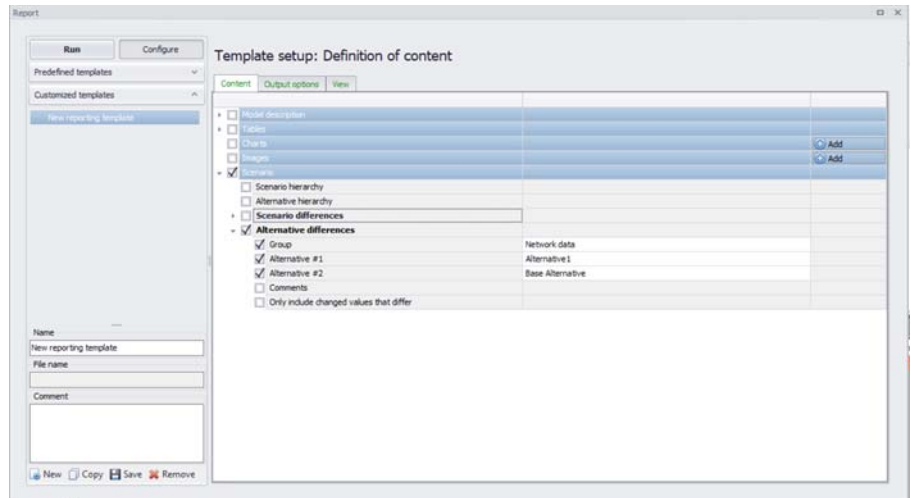 Report
Run
Configure
Predefined templates
Customized templates
New reporting template
Name
New reporting template
File name
Comment
New
Copy
Save
Remove
Template setup: Definition of content
Content
Output options
View
Model description
Tables
Charts
Add
Images
Add
Scenario
Scenario hierarchy
Alternative hierarchy
Scenario differences
Alternative differences
Group
Network data
Alternative #1
Alternative1
Alternative #2
Base Alternative
Comments
Only include changed values that differ